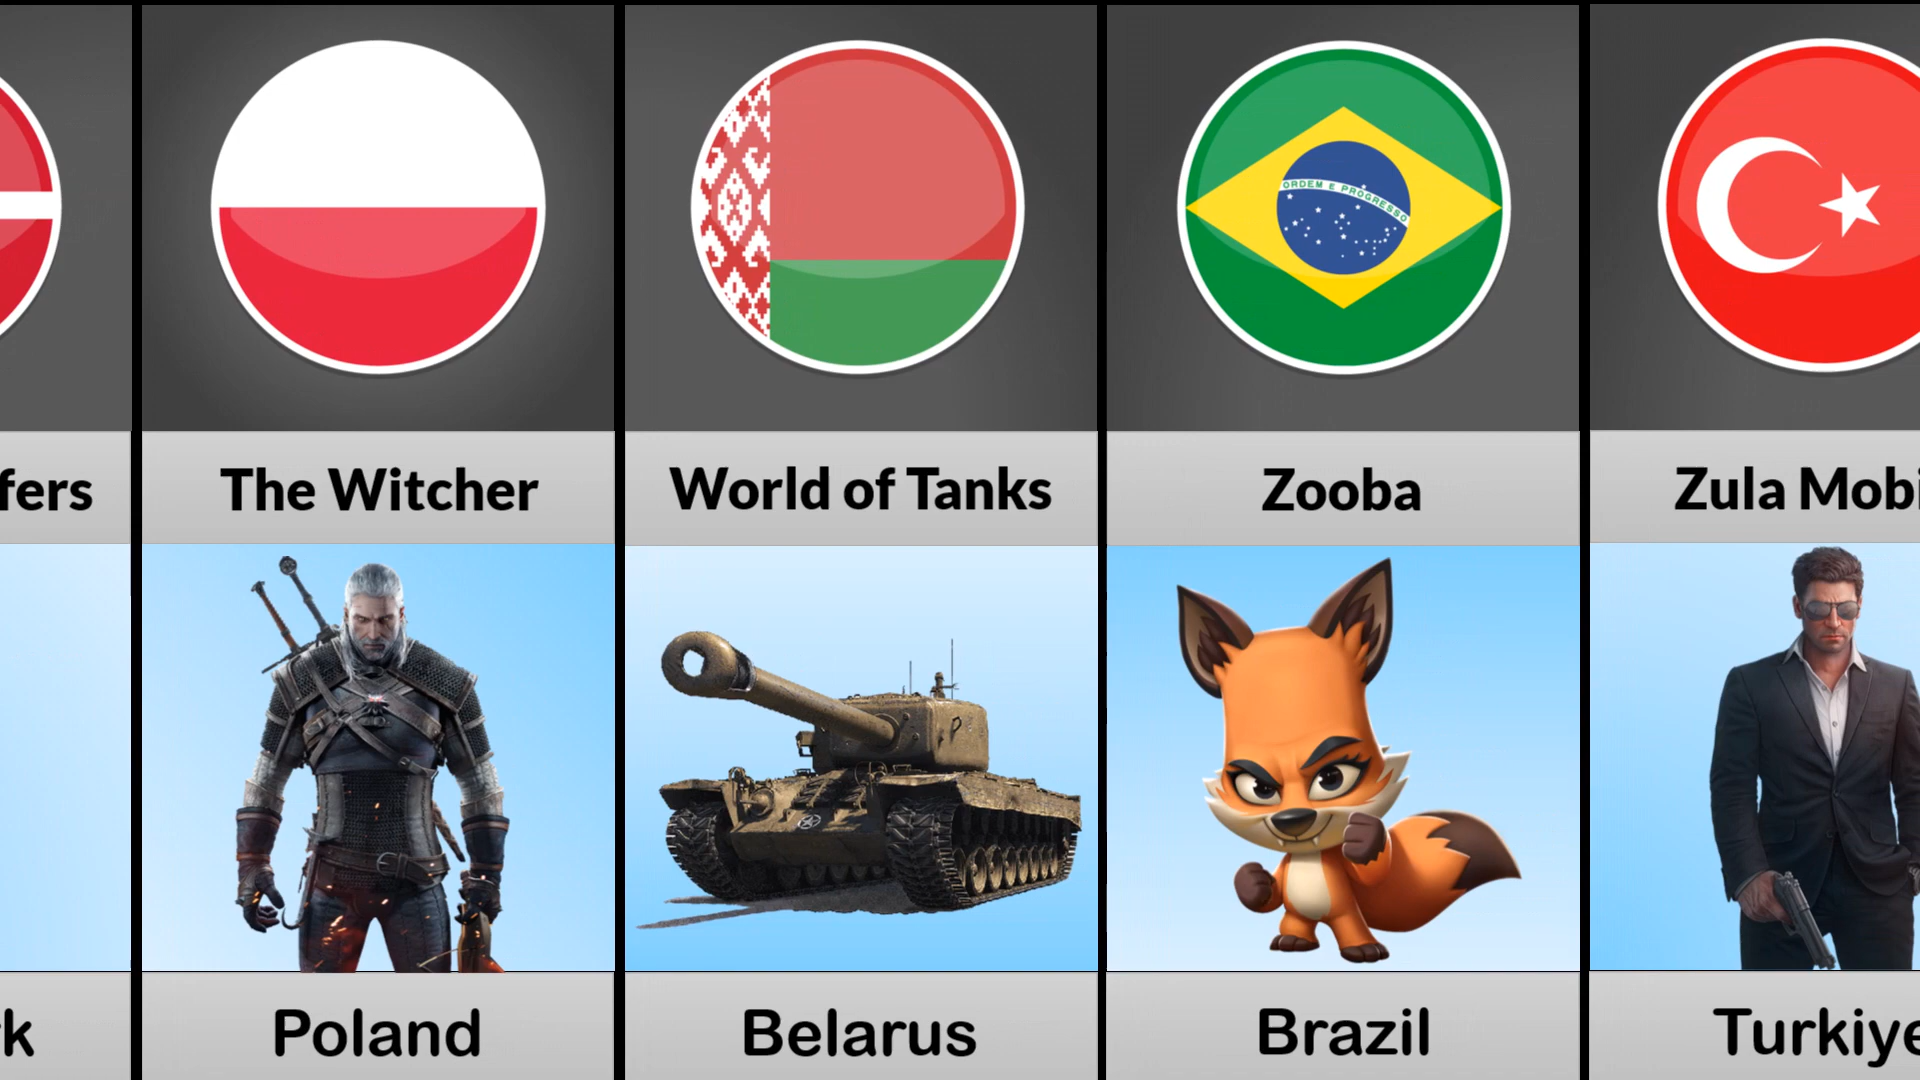 ORDEM E PROGRESSO
fers
The Witcher
World of Tanks
Zooba
Zula Mobi
k
Poland
Belarus
Brazil
Turkiye